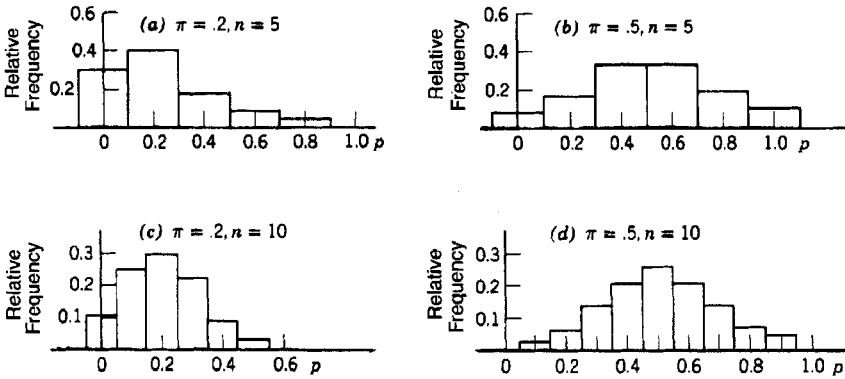 (a) π = .2, n = 5
Relative Frequency
0.6
0.4
0.2
0 0.2 0.4 0.6 0.8 1.0 p
(b) π = .5, n = 5
Relative Frequency
0.6
0.4
0.2
0 0.2 0.4 0.6 0.8 1.0 p
(c) π = .2, n = 10
Relative Frequency
0.3
0.2
0.1
0 0.2 0.4 0.6 p
(d) π = .5, n = 10
Relative Frequency
0.3
0.2
0.1
0 0.2 0.4 0.6 0.8 1.0 p